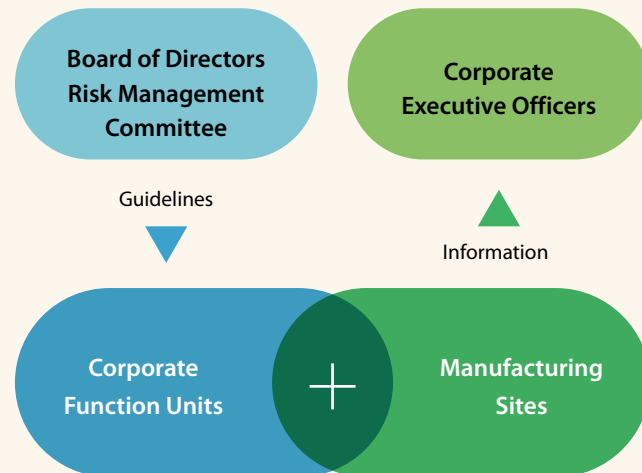 Board of Directors
Risk Management
Committee
Corporate
Executive Officers
Guidelines
Information
Corporate
Function Units
Manufacturing
Sites